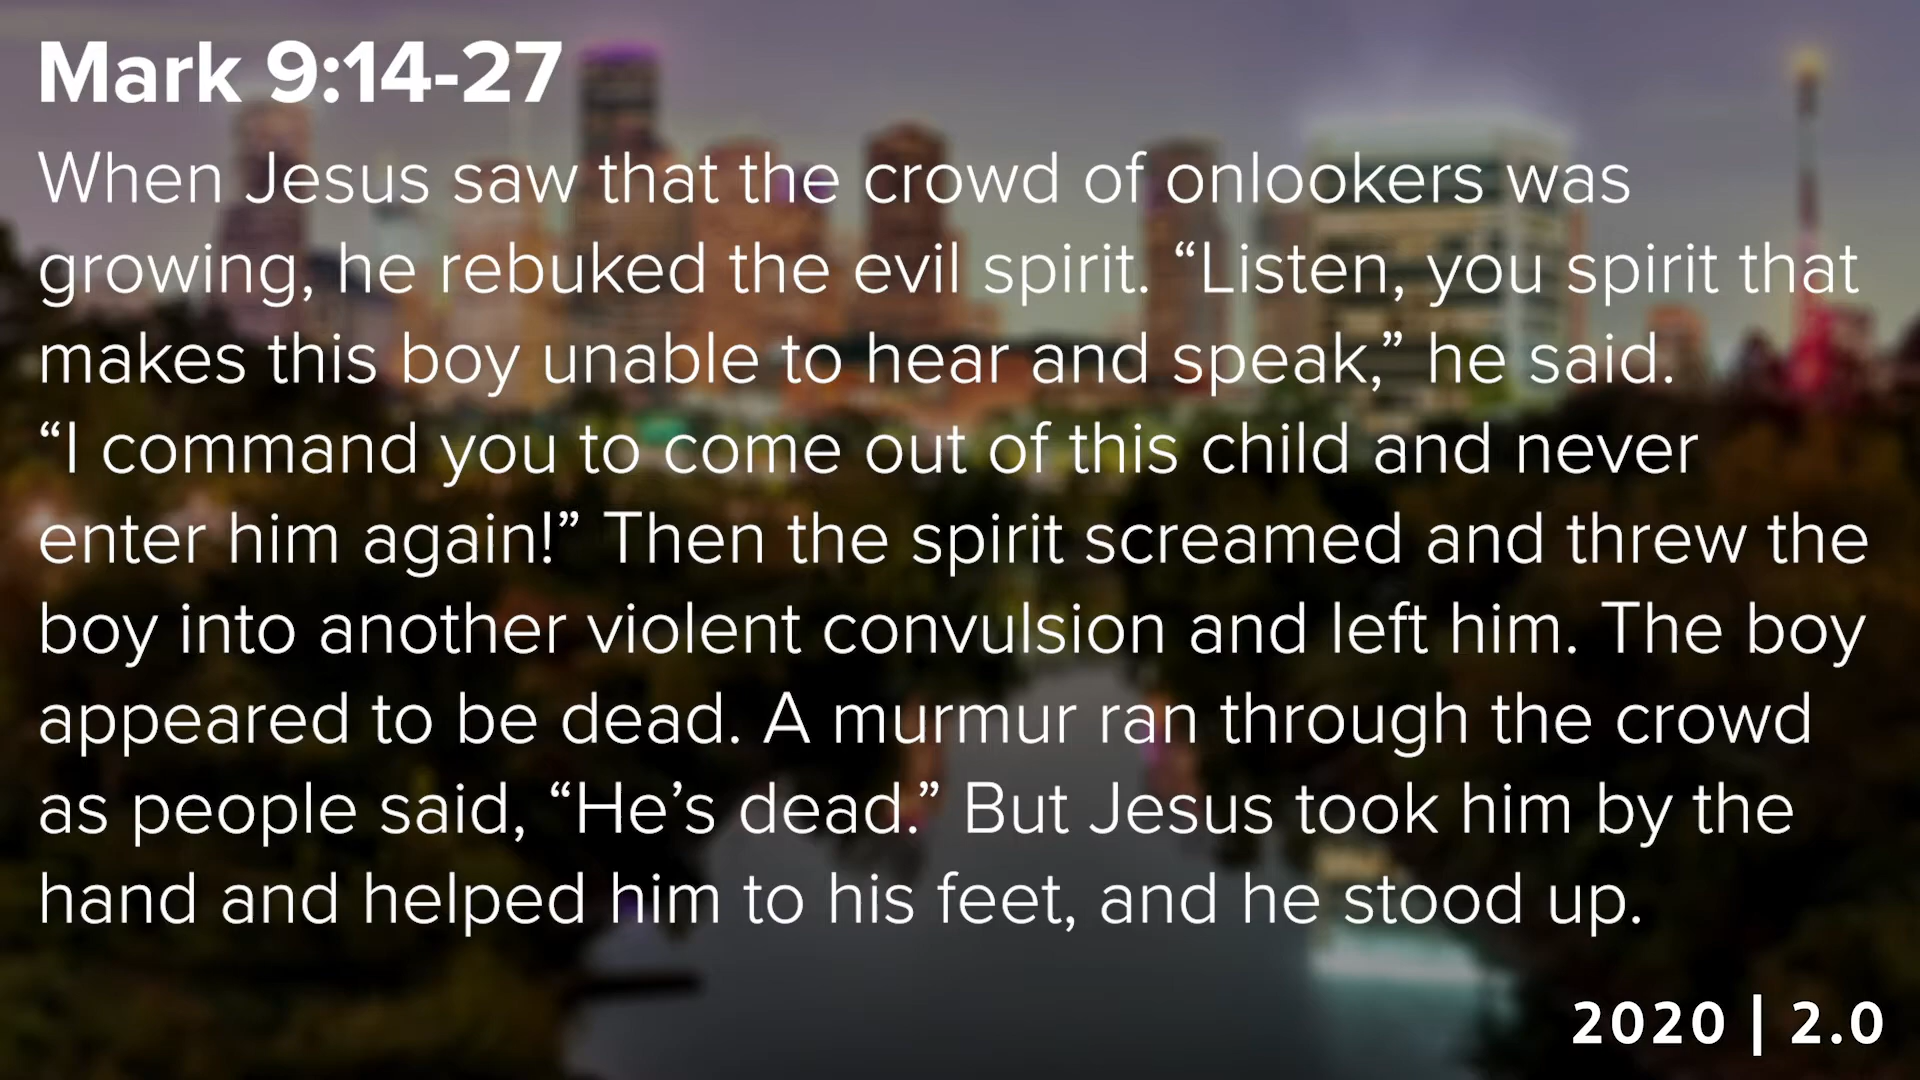 Mark 9:14-27
When Jesus saw that the crowd of onlookers was
growing, he rebuked the evil spirit. “Listen, you spirit that
makes this boy unable to hear and speak,” he said.
“I command you to come out of this child and never
enter him again!” Then the spirit screamed and threw the
boy into another violent convulsion and left him. The boy
appeared to be dead. A murmur ran through the crowd
as people said, “He’s dead.” But Jesus took him by the
hand and helped him to his feet, and he stood up.
2020 | 2.0